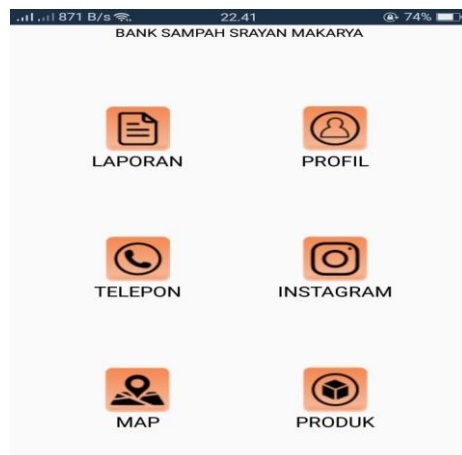 871 B/s 22.41 74%
BANK SAMPAH SRAYAN MAKARYA
LAPORAN PROFIL
TELEPON INSTAGRAM
MAP PRODUK